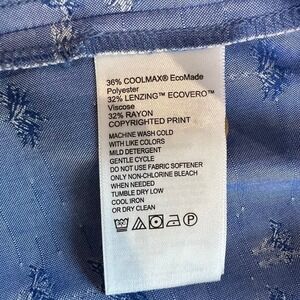 36% COOLMAX® EcoMade
Polyester
32% LENZING™ ECOVERO™
Viscose
32% RAYON
COPYRIGHTED PRINT
MACHINE WASH COLD
WITH LIKE COLORS
MILD DETERGENT
GENTLE CYCLE
DO NOT USE FABRIC SOFTENER
ONLY NON-CHLORINE BLEACH
WHEN NEEDED
TUMBLE DRY LOW
COOL IRON
OR DRY CLEAN